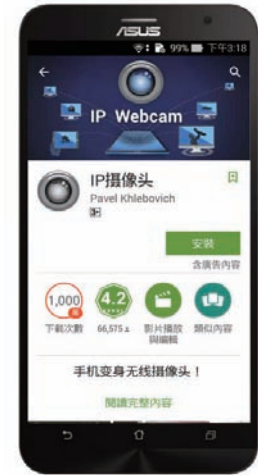 ASUS
99% 下午3:18
IP Webcam
IP摄像头
Pavel Khlebovich
安裝
含廣告內容
1,000
萬
4.2
下載次數
66,575
影片播放
與編輯
類似內容
手机变身无线摄像头！
閱讀完整內容